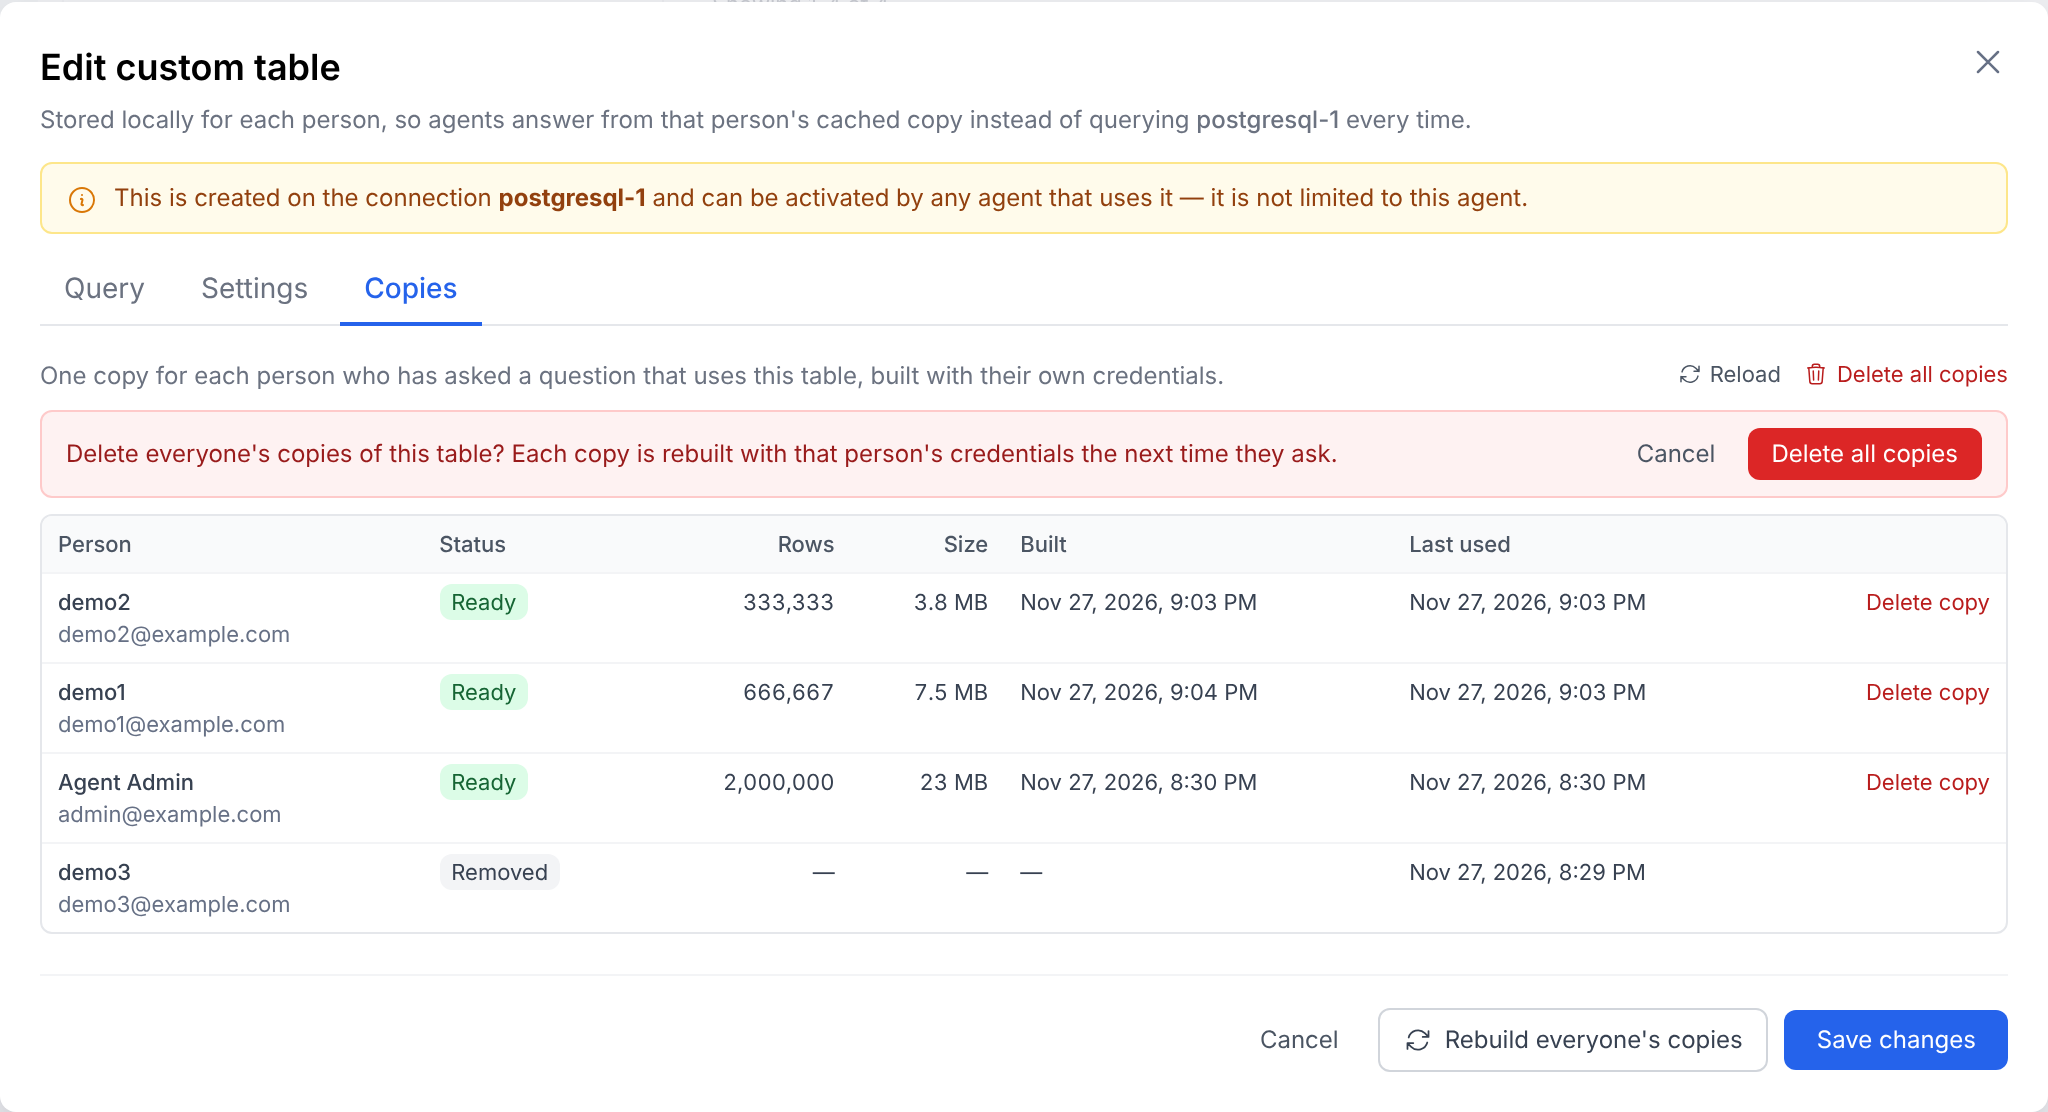 Edit custom table
Stored locally for each person, so agents answer from that person's cached copy instead of querying postgresql-1 every time.
This is created on the connection postgresql-1 and can be activated by any agent that uses it — it is not limited to this agent.
Query Settings Copies
One copy for each person who has asked a question that uses this table, built with their own credentials. Reload Delete all copies
Delete everyone's copies of this table? Each copy is rebuilt with that person's credentials the next time they ask. Cancel Delete all copies
Person Status Rows Size Built Last used
demo2 Ready 333,333 3.8 MB Nov 27, 2026, 9:03 PM Nov 27, 2026, 9:03 PM Delete copy
demo2@example.com
demo1 Ready 666,667 7.5 MB Nov 27, 2026, 9:04 PM Nov 27, 2026, 9:03 PM Delete copy
demo1@example.com
Agent Admin Ready 2,000,000 23 MB Nov 27, 2026, 8:30 PM Nov 27, 2026, 8:30 PM Delete copy
admin@example.com
demo3 Removed — — — Nov 27, 2026, 8:29 PM
demo3@example.com
Cancel Rebuild everyone's copies Save changes